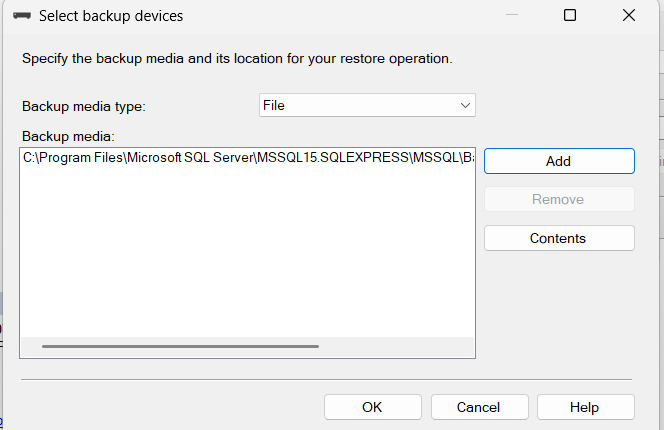 Select backup devices
Specify the backup media and its location for your restore operation.
Backup media type:
File
Backup media:
C:\Program Files\Microsoft SQL Server\MSSQL15.SQLEXPRESS\MSSQL\Ba
Add
Remove
Contents
OK
Cancel
Help